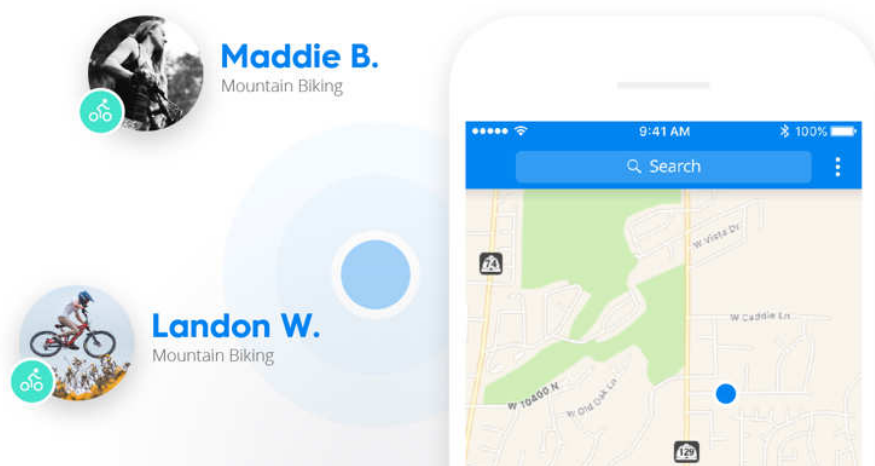 Maddie B.
Mountain Biking
Landon W.
Mountain Biking
9:41 AM
100%
Search
W Vista Dr
74
W Caddie Ln
W 10400 N
W Old Oak Ln
129